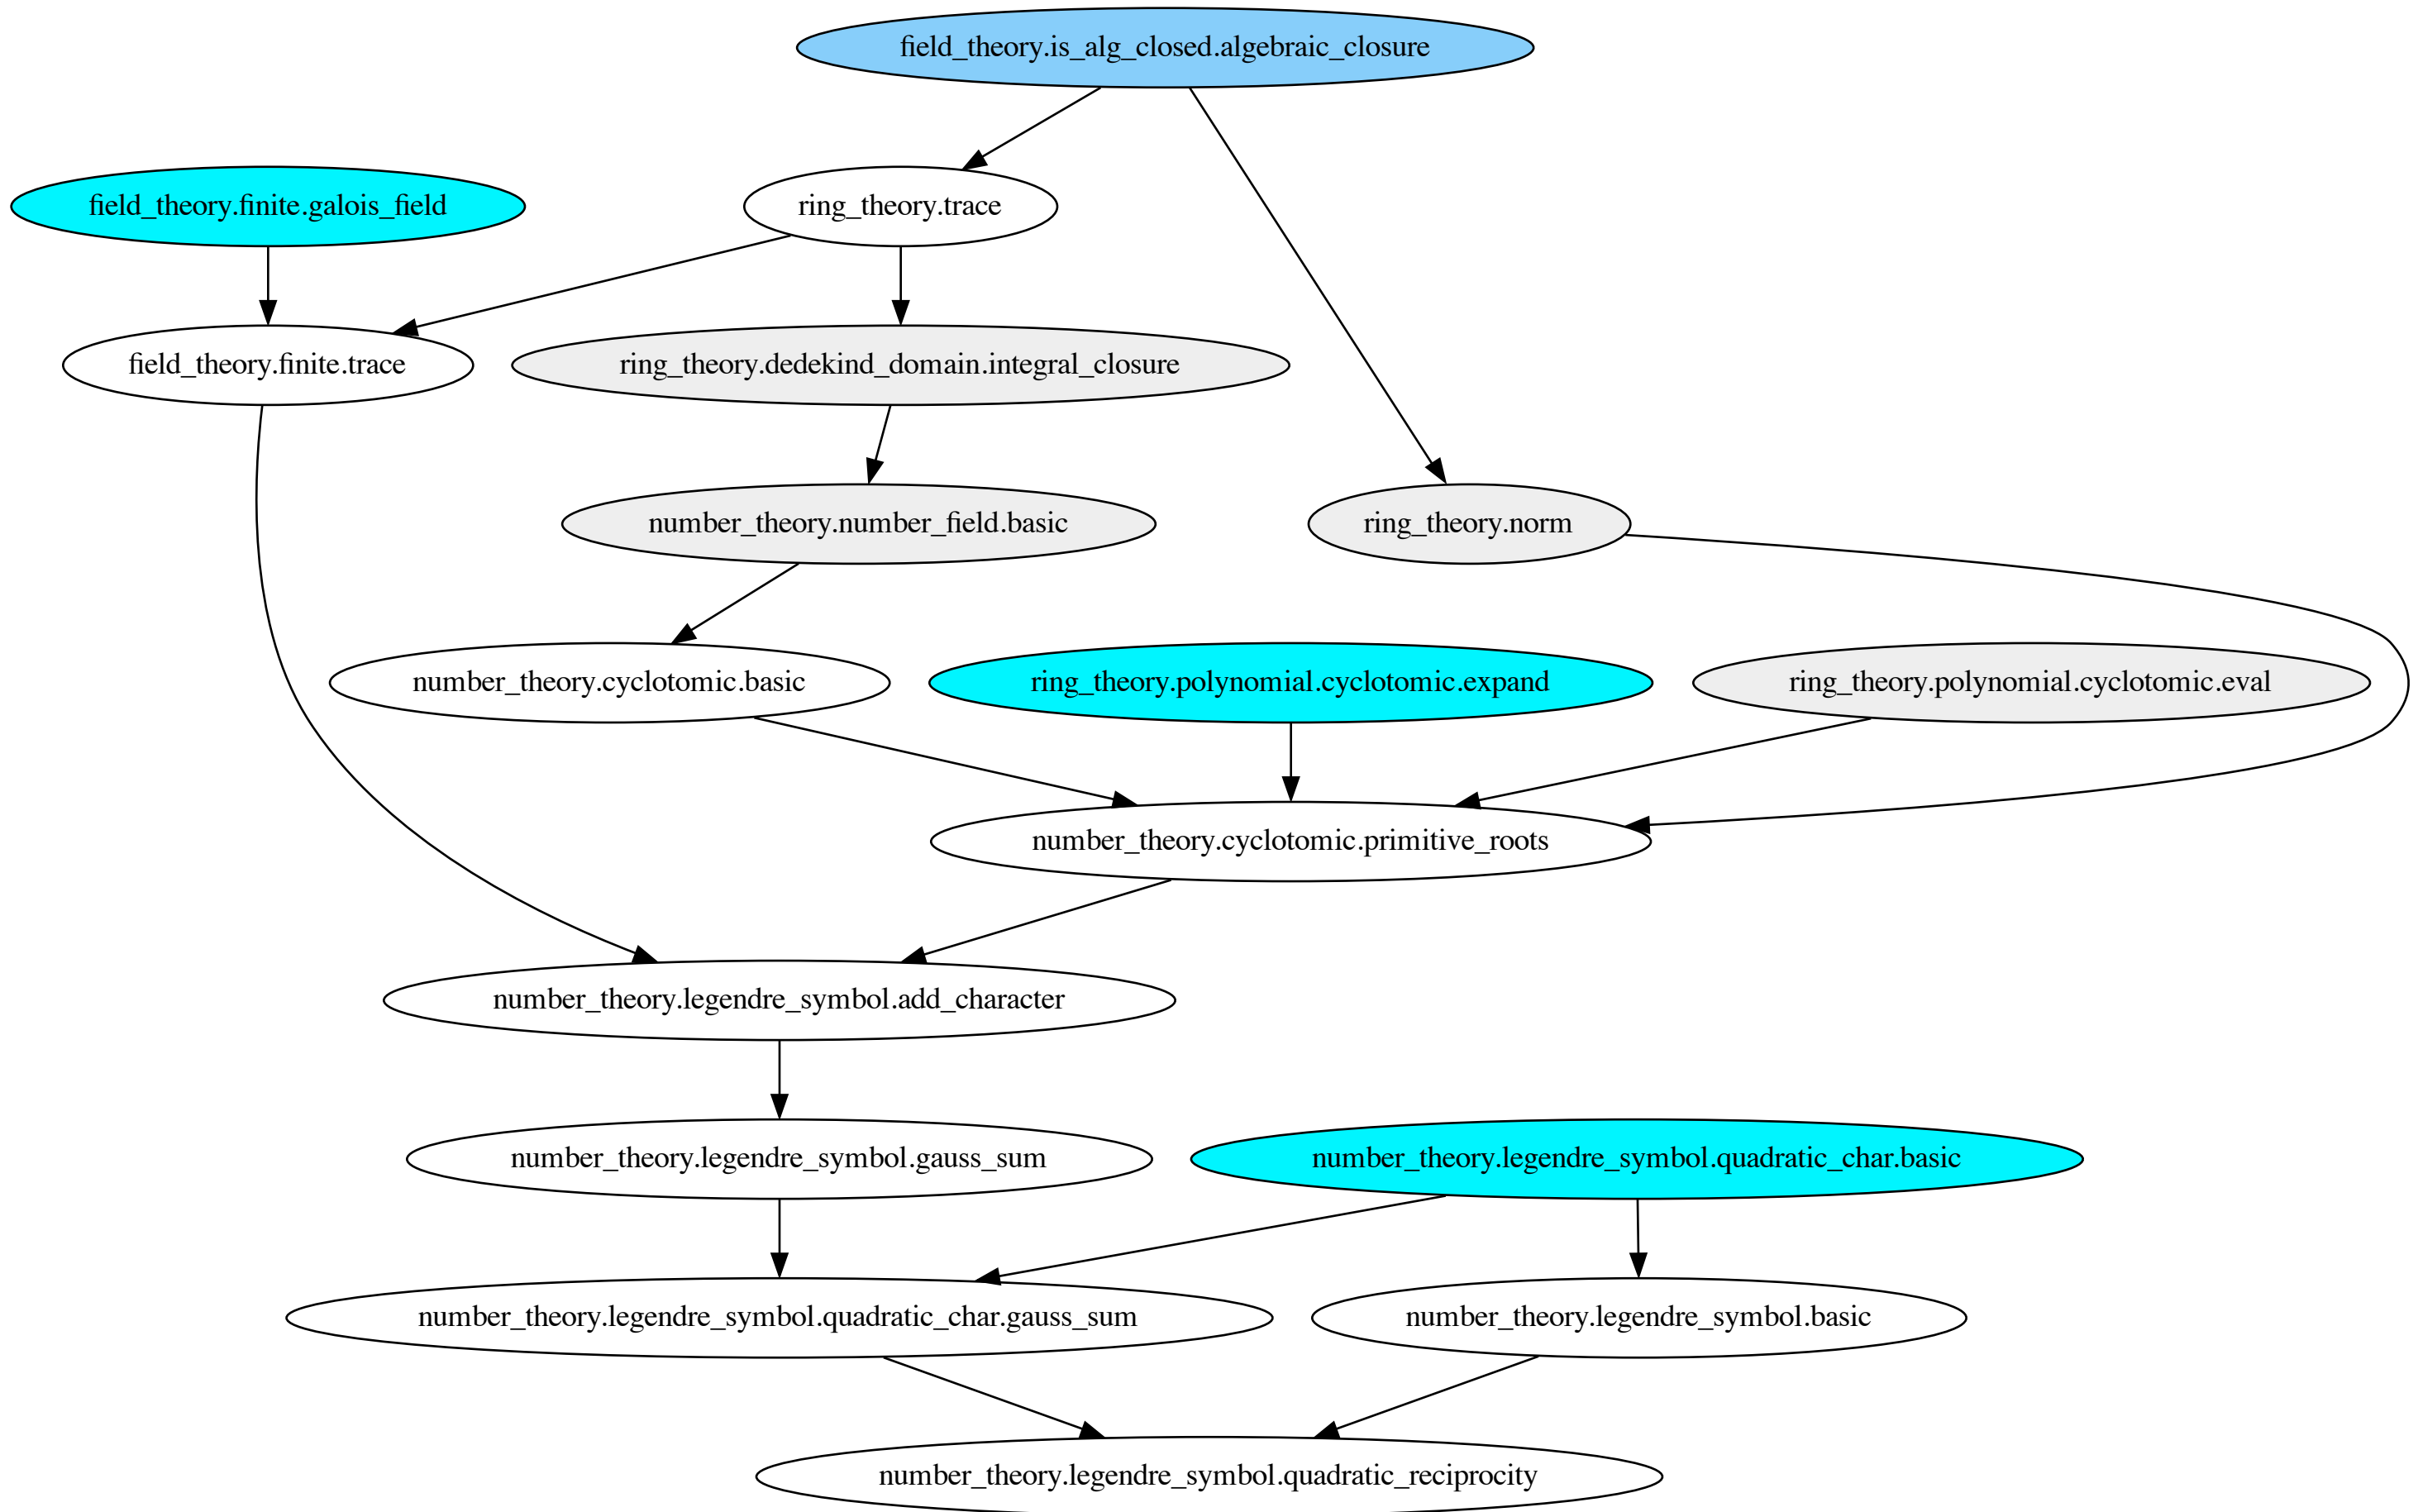 field_theory.is_alg_closed.algebraic_closure
field_theory.finite.galois_field
ring_theory.trace
field_theory.finite.trace
ring_theory.dedekind_domain.integral_closure
number_theory.number_field.basic
ring_theory.norm
number_theory.cyclotomic.basic
ring_theory.polynomial.cyclotomic.expand
ring_theory.polynomial.cyclotomic.eval
number_theory.cyclotomic.primitive_roots
number_theory.legendre_symbol.add_character
number_theory.legendre_symbol.gauss_sum
number_theory.legendre_symbol.quadratic_char.basic
number_theory.legendre_symbol.quadratic_char.gauss_sum
number_theory.legendre_symbol.basic
number_theory.legendre_symbol.quadratic_reciprocity